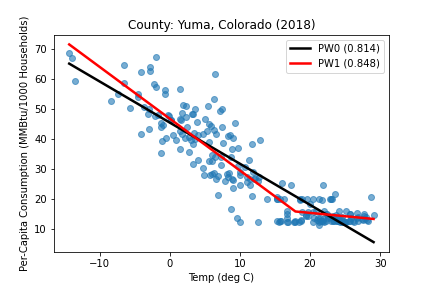 County: Yuma, Colorado (2018)
PW0 (0.814)
PW1 (0.848)
Per-Capita Consumption (MMBtu/1000 Households)
70
60
50
40
30
20
10
−10 0 10 20 30
Temp (deg C)